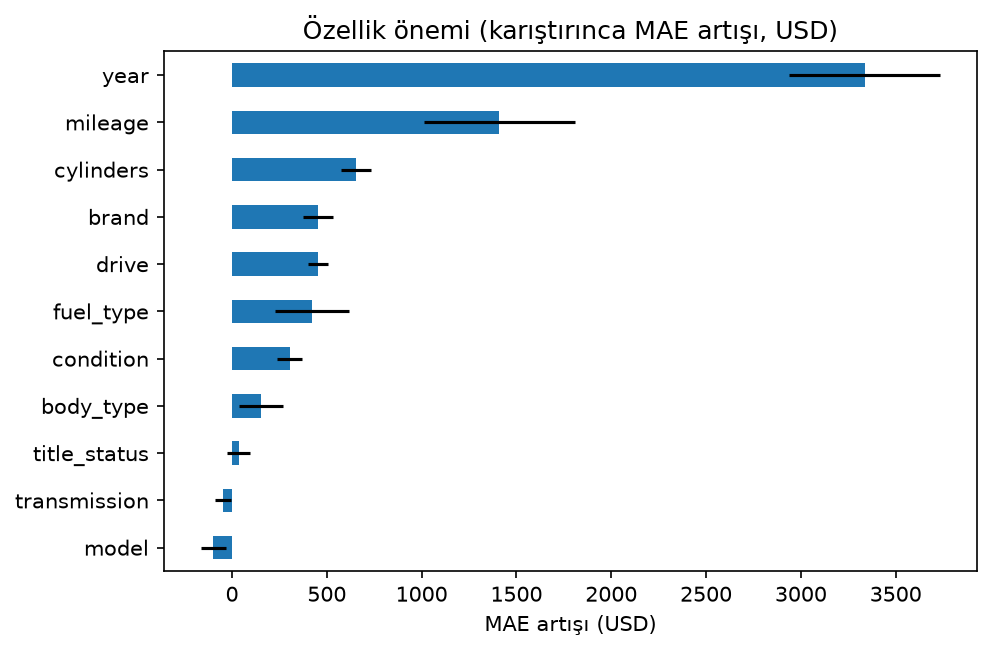 Özellik önemi (karıştırınca MAE artışı, USD)
year
mileage
cylinders
brand
drive
fuel_type
condition
body_type
title_status
transmission
model
0 500 1000 1500 2000 2500 3000 3500
MAE artışı (USD)